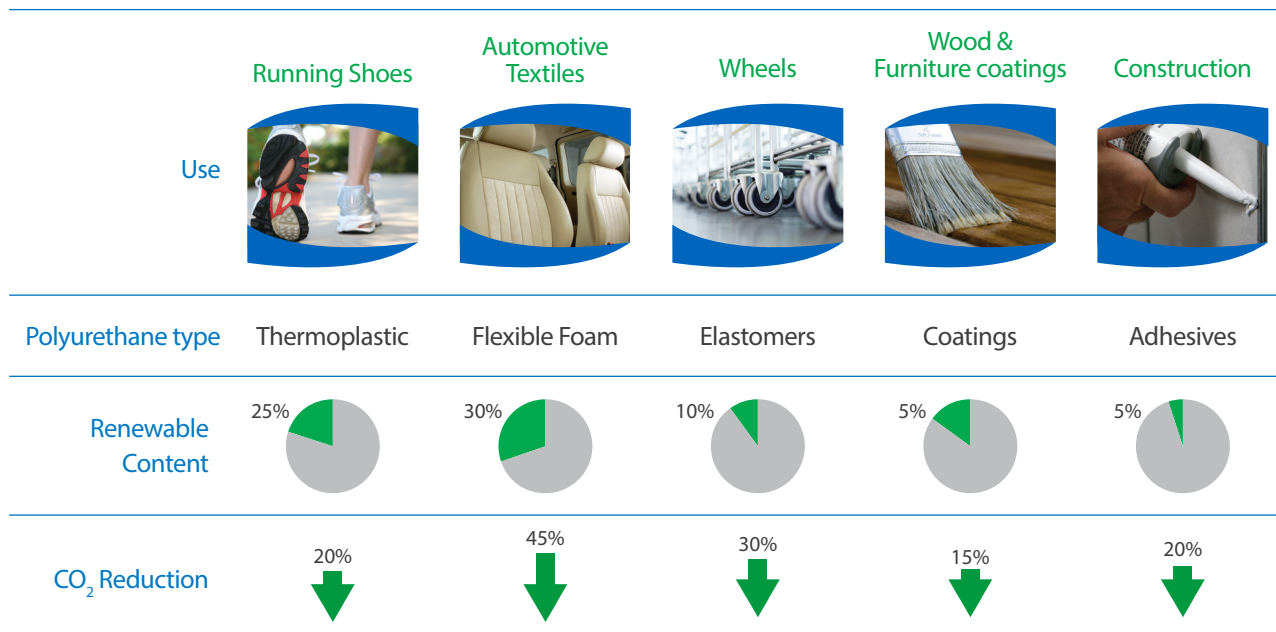 Running Shoes
Automotive
Textiles
Wheels
Wood &
Furniture coatings
Construction
Use
Polyurethane type
Thermoplastic
Flexible Foam
Elastomers
Coatings
Adhesives
Renewable
Content
25%
30%
10%
5%
5%
CO₂ Reduction
20%
45%
30%
15%
20%